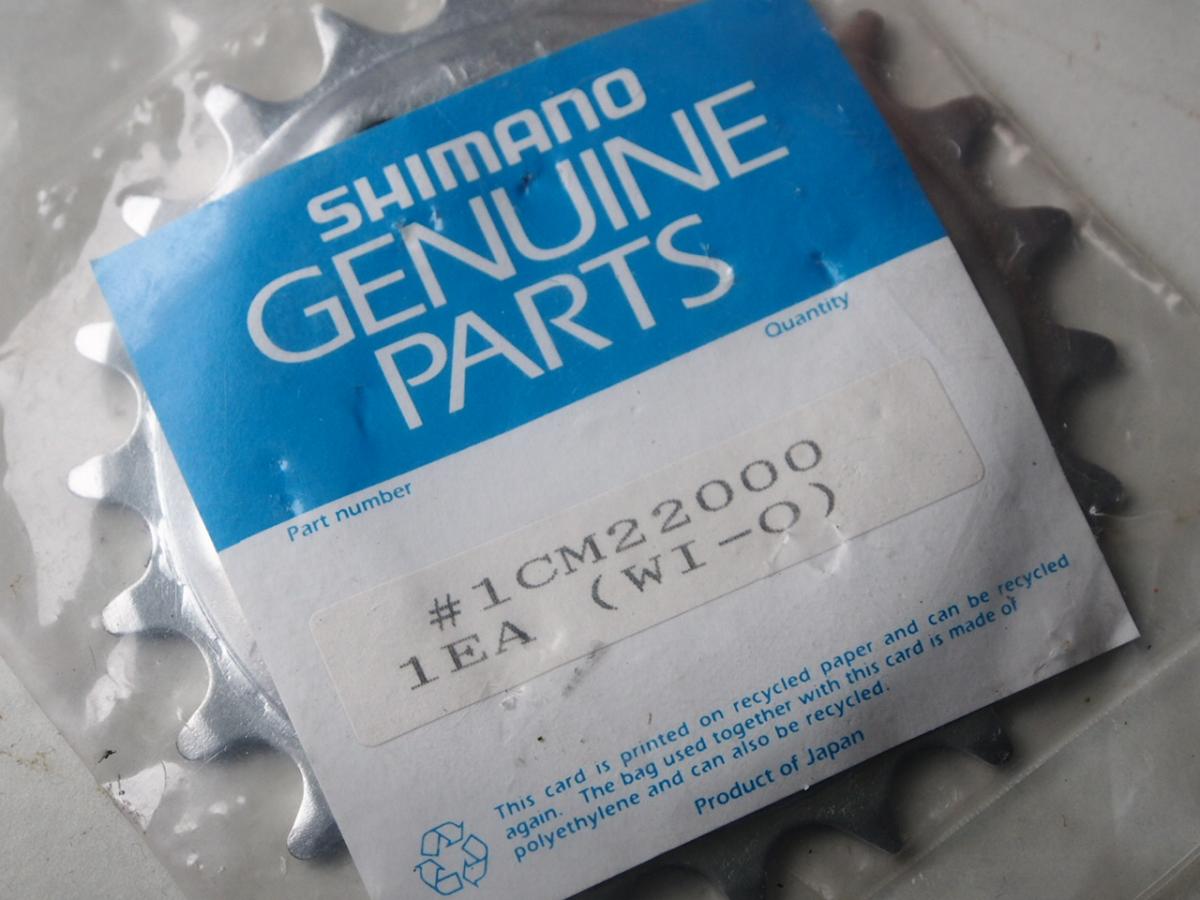 SHIMANO
GENUINE
PARTS
Quantity
Part number
#1CM22000
1EA (WI-O)
This card is printed on recycled paper and can be recycled
again. The bag used together with this card is made of
polyethylene and can also be recycled.
Product of Japan